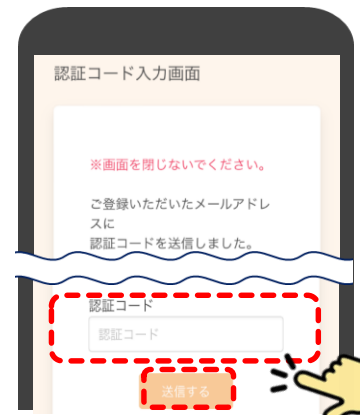 認証コード入力画面
※画面を閉じないでください。
ご登録いただいたメールアドレ
スに
認証コードを送信しました。
認証コード
認証コード
送信する